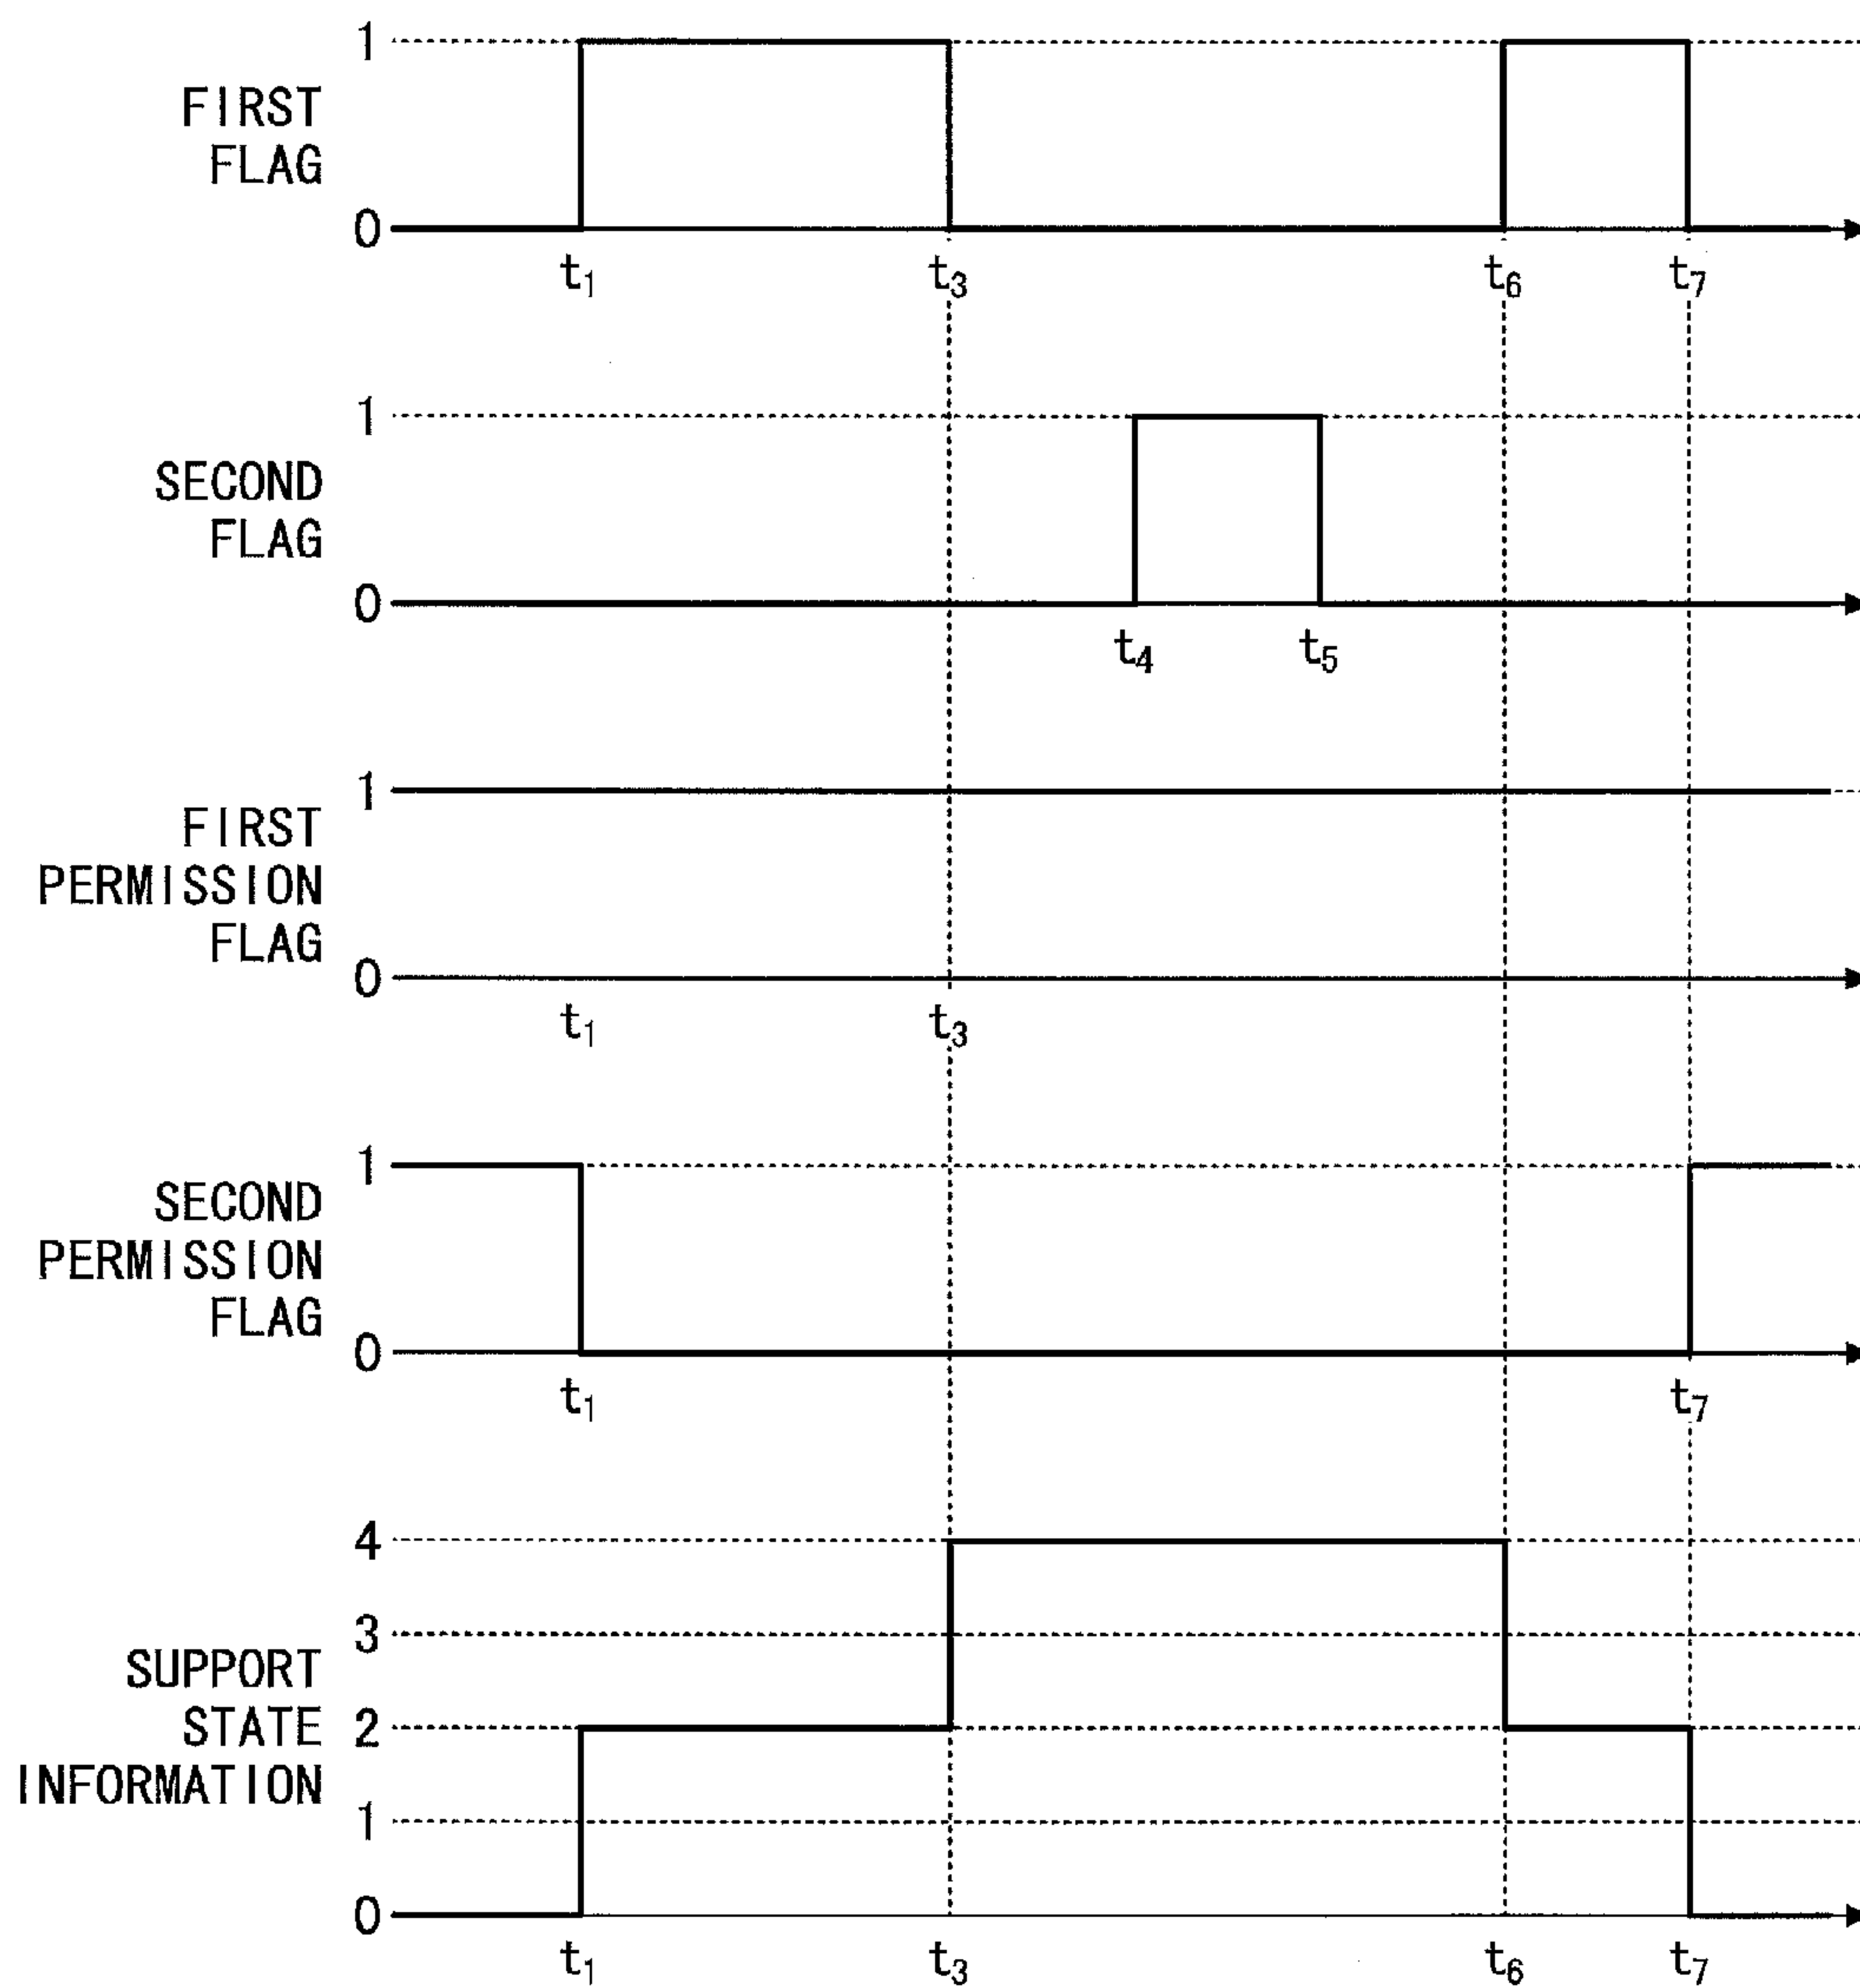 1
FIRST
FLAG
0
t1 t3 t6 t7
1
SECOND
FLAG
0
t4 t5
1
FIRST
PERMISSION
FLAG
0
t1 t3
1
SECOND
PERMISSION
FLAG
0
t1 t7
4
3
SUPPORT
STATE
2
INFORMATION
1
0
t1 t3 t6 t7